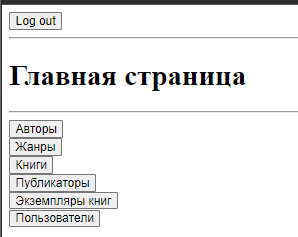 Log out
Главная страница
Авторы
Жанры
Книги
Публикаторы
Экземпляры книг
Пользователи